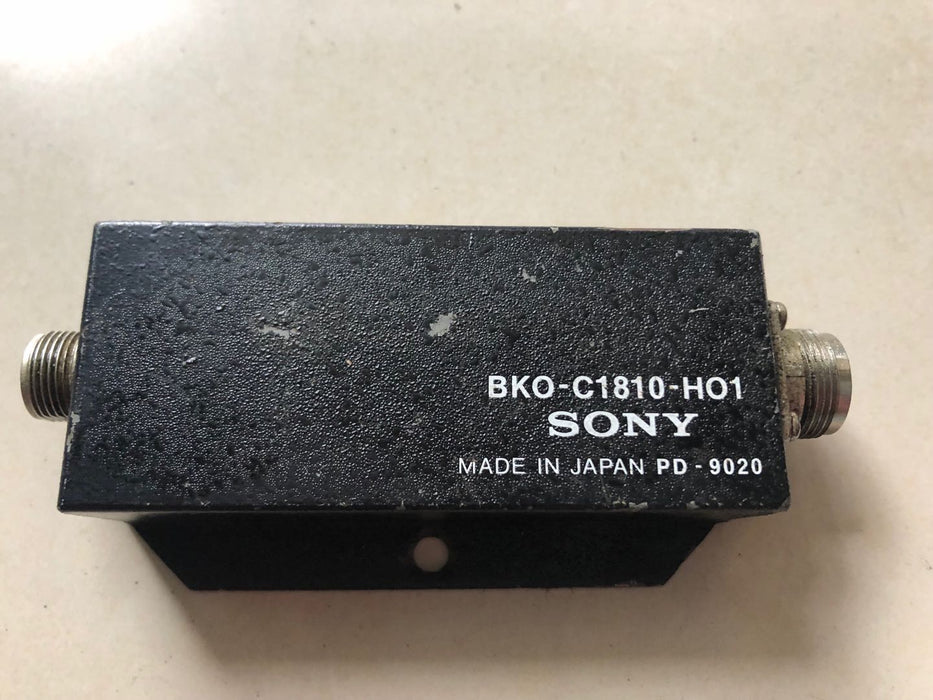 BKO-C1810-HO1
SONY
MADE IN JAPAN PD - 9020